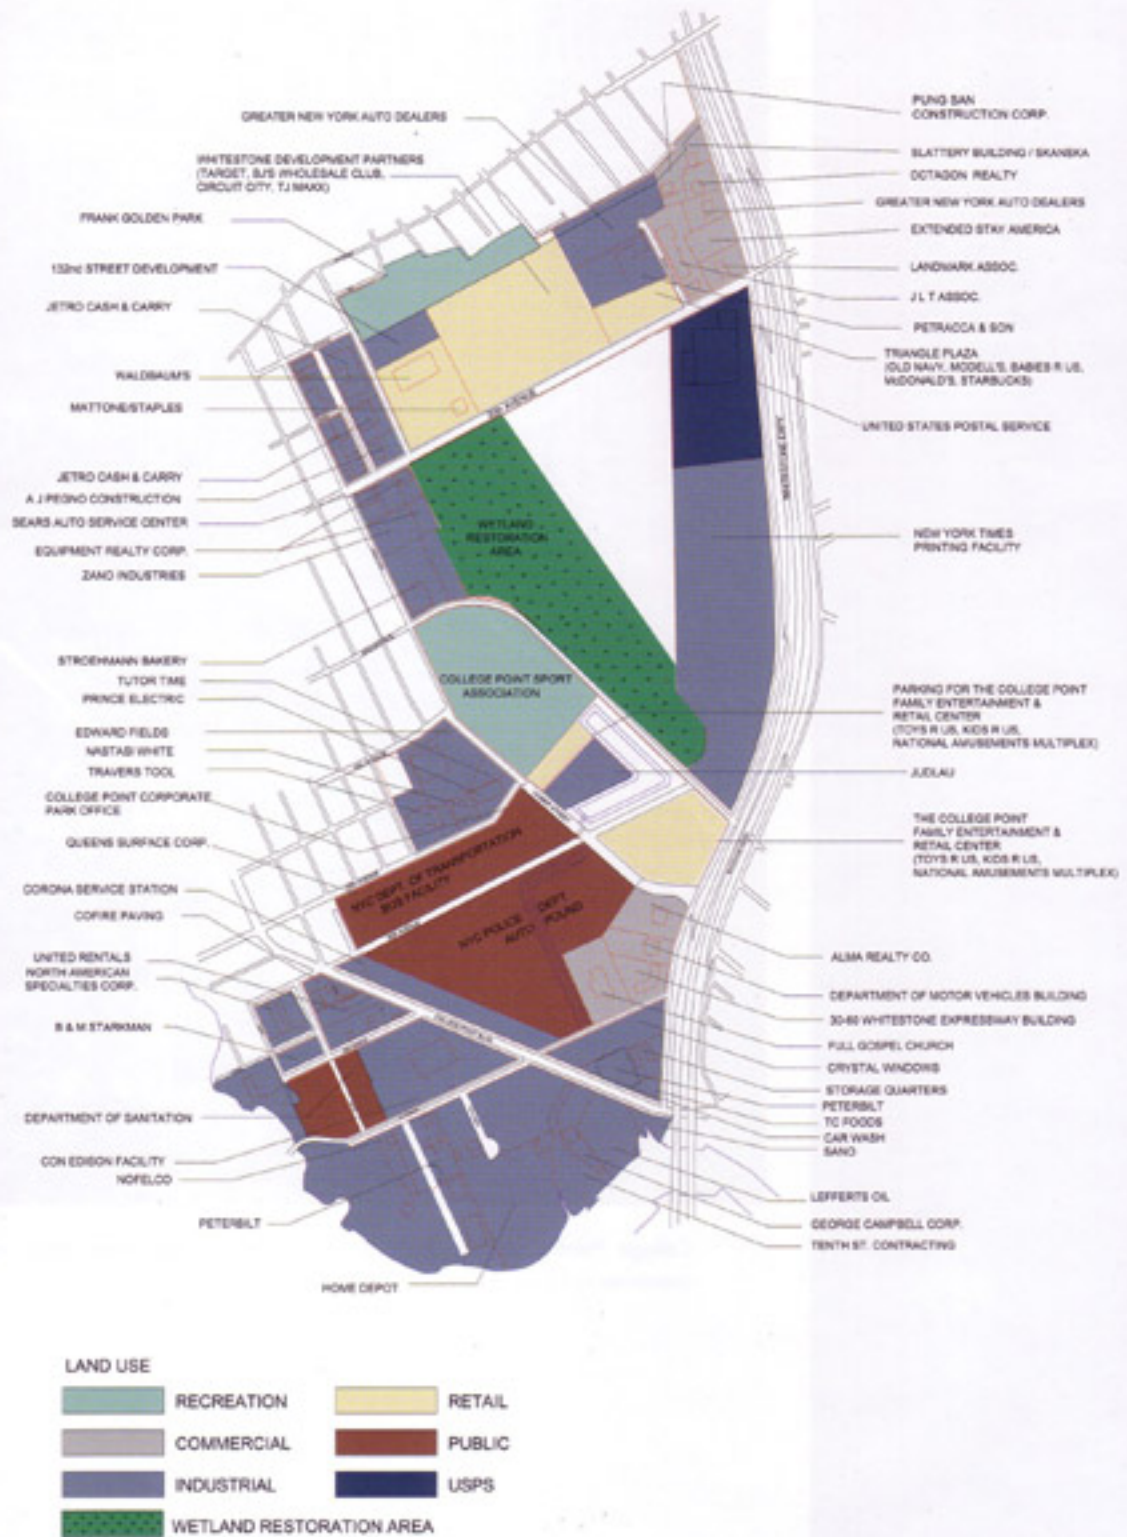 GREATER NEW YORK AUTO DEALERS
WHITESTONE DEVELOPMENT PARTNERS
(TARGET, BJ'S WHOLESALE CLUB,
CIRCUIT CITY, TJ MAXX)
FRANK GOLDEN PARK
132nd STREET DEVELOPMENT
JETRO CASH & CARRY
WALDBAUM'S
MATTONE/STAPLES
JETRO CASH & CARRY
A J PEGNO CONSTRUCTION
SEARS AUTO SERVICE CENTER
EQUIPMENT REALTY CORP.
ZANO INDUSTRIES
STROEHMANN BAKERY
TUTOR TIME
PRINCE ELECTRIC
EDWARD FIELDS
NASTASI WHITE
TRAVERS TOOL
COLLEGE POINT CORPORATE
PARK OFFICE
QUEENS SURFACE CORP.
CORONA SERVICE STATION
COFIRE PAVING
UNITED RENTALS
NORTH AMERICAN
SPECIALTIES CORP.
B & M STARKMAN
DEPARTMENT OF SANITATION
CON EDISON FACILITY
NOFELCO
PETERBILT
HOME DEPOT
PUNG SAN
CONSTRUCTION CORP.
SLATTERY BUILDING / SKANSKA
OCTAGON REALTY
GREATER NEW YORK AUTO DEALERS
EXTENDED STAY AMERICA
LANDMARK ASSOC.
J L T ASSOC.
PETRACCA & SON
TRIANGLE PLAZA
(OLD NAVY, MODELL'S, BABIES R US,
McDONALD'S, STARBUCKS)
UNITED STATES POSTAL SERVICE
NEW YORK TIMES
PRINTING FACILITY
PARKING FOR THE COLLEGE POINT
FAMILY ENTERTAINMENT &
RETAIL CENTER
(TOYS R US, KIDS R US,
NATIONAL AMUSEMENTS MULTIPLEX)
JUDLAU
THE COLLEGE POINT
FAMILY ENTERTAINMENT &
RETAIL CENTER
(TOYS R US, KIDS R US,
NATIONAL AMUSEMENTS MULTIPLEX)
ALMA REALTY CO.
DEPARTMENT OF MOTOR VEHICLES BUILDING
30-60 WHITESTONE EXPRESSWAY BUILDING
FULL GOSPEL CHURCH
CRYSTAL WINDOWS
STORAGE QUARTERS
PETERBILT
TC FOODS
CAR WASH
SANO
LEFFERTS OIL
GEORGE CAMPBELL CORP.
TENTH ST. CONTRACTING
AVENUE
WHITESTONE EXPY
WETLAND
RESTORATION
AREA
COLLEGE POINT SPORT
ASSOCIATION
NYC DEPT. OF TRANSPORTATION
BUS FACILITY
NYC POLICE DEPT
AUTO POUND
LAND USE
RECREATION
RETAIL
COMMERCIAL
PUBLIC
INDUSTRIAL
USPS
WETLAND RESTORATION AREA